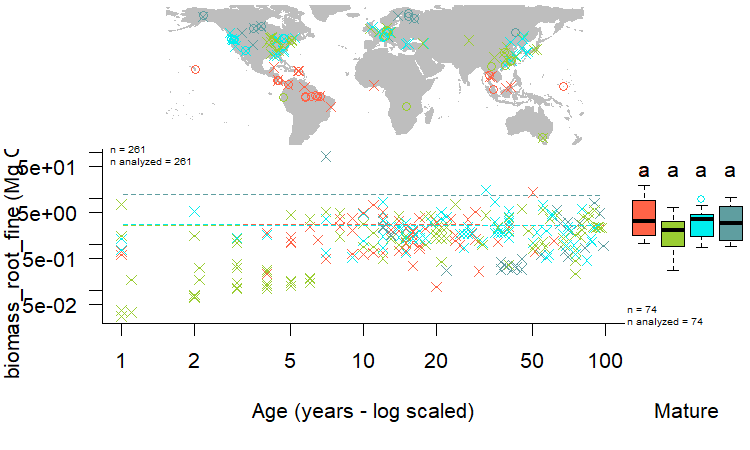 n = 261
n analyzed = 261
biomass_root_fine (Mg C
5e+01
5e+00
5e-01
5e-02
a a a a
n = 74
n analyzed = 74
1 2 5 10 20 50 100
Age (years - log scaled) Mature